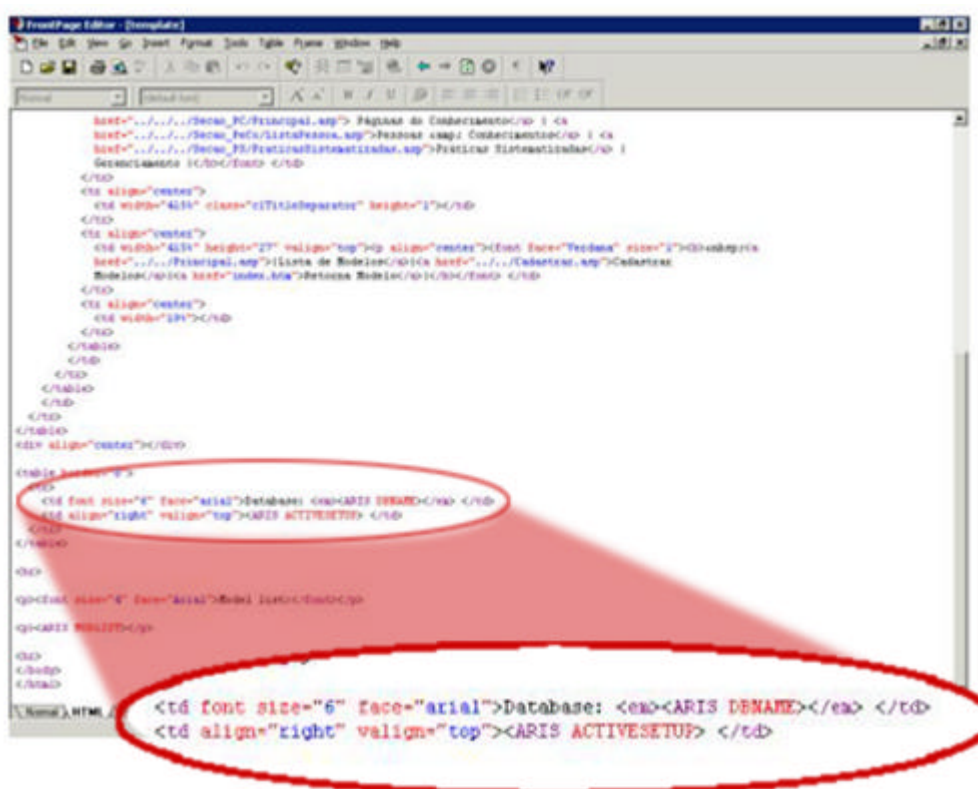 FrontPage Editor - [template]
File Edit View Go Insert Format Tools Table Frame Window Help
Normal (default font)
href="../../../Secao_PC/Principal.asp"> Páginas do Conhecimento</a> | <a
href="../../../Secao_PeCo/ListaPessoa.asp">Pessoas &amp; Conhecimentos</a> | <a
href="../../../Secao_PS/PraticasSistematizadas.asp">Práticas Sistematizadas</a> |
Gerenciamento |</b></font> </td>
</tr>
<tr align="center">
<td width="415%" class="clTitleSeparator" height="1"></td>
</tr>
<tr align="center">
<td width="415%" height="27" valign="top"><p align="center"><font face="Verdana" size="1"><b>&nbsp;<a
href="../../Principal.asp">|Lista de Modelos</a>|<a href="../../Cadastrar.asp">Cadastrar
Modelos</a>|<a href="index.htm">Retorna Modelo</a>|</b></font> </td>
</tr>
<tr align="center">
<td width="10%"></td>
</tr>
</table>
</td>
</tr>
</table>
</td>
</tr>
</table>
<div align="center"></div>
<table border="0">
<tr>
<td font size="6" face="arial">Database: <em><ARIS DBNAME></em> </td>
<td align="right" valign="top"><ARIS ACTIVESETUP> </td>
</tr>
</table>
<hr>
<p><font size="4" face="Arial">Model list</font></p>
<p><ARIS MODLIST></p>
<hr>
</body>
</html>
Normal HTML
<td font size="6" face="arial">Database: <em><ARIS DBNAME></em> </td>
<td align="right" valign="top"><ARIS ACTIVESETUP> </td>